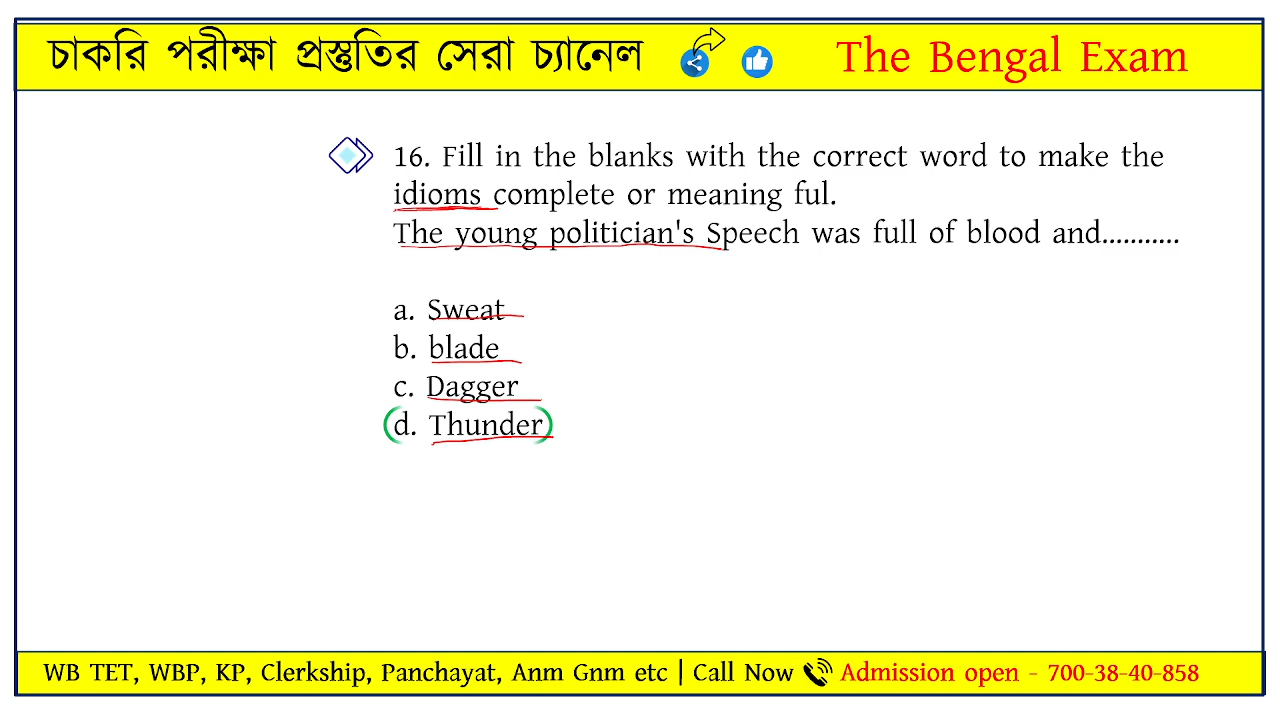 চাকরি পরীক্ষা প্রস্তুতির সেরা চ্যানেল The Bengal Exam
16. Fill in the blanks with the correct word to make the
idioms complete or meaning ful.
The young politician's Speech was full of blood and...........
a. Sweat
b. blade
c. Dagger
d. Thunder
WB TET, WBP, KP, Clerkship, Panchayat, Anm Gnm etc | Call Now Admission open - 700-38-40-858